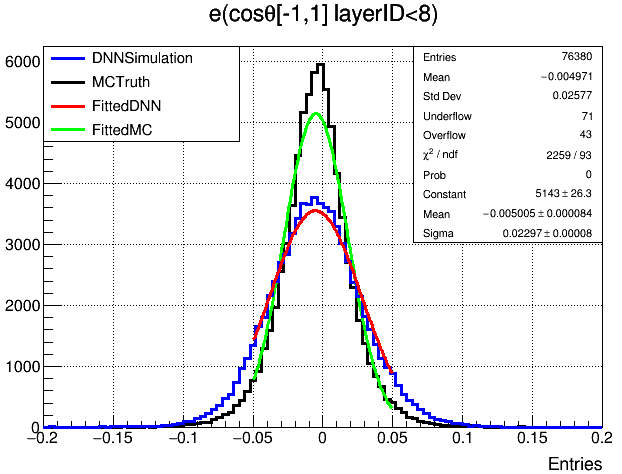 e(cosθ[-1,1] layerID<8)
DNNSimulation
MCTruth
FittedDNN
FittedMC
Entries 76380
Mean −0.004971
Std Dev 0.02577
Underflow 71
Overflow 43
χ² / ndf 2259 / 93
Prob 0
Constant 5143 ± 26.3
Mean −0.005005 ± 0.000084
Sigma 0.02297 ± 0.00008
6000
5000
4000
3000
2000
1000
0
−0.2 −0.15 −0.1 −0.05 0 0.05 0.1 0.15 0.2
Entries